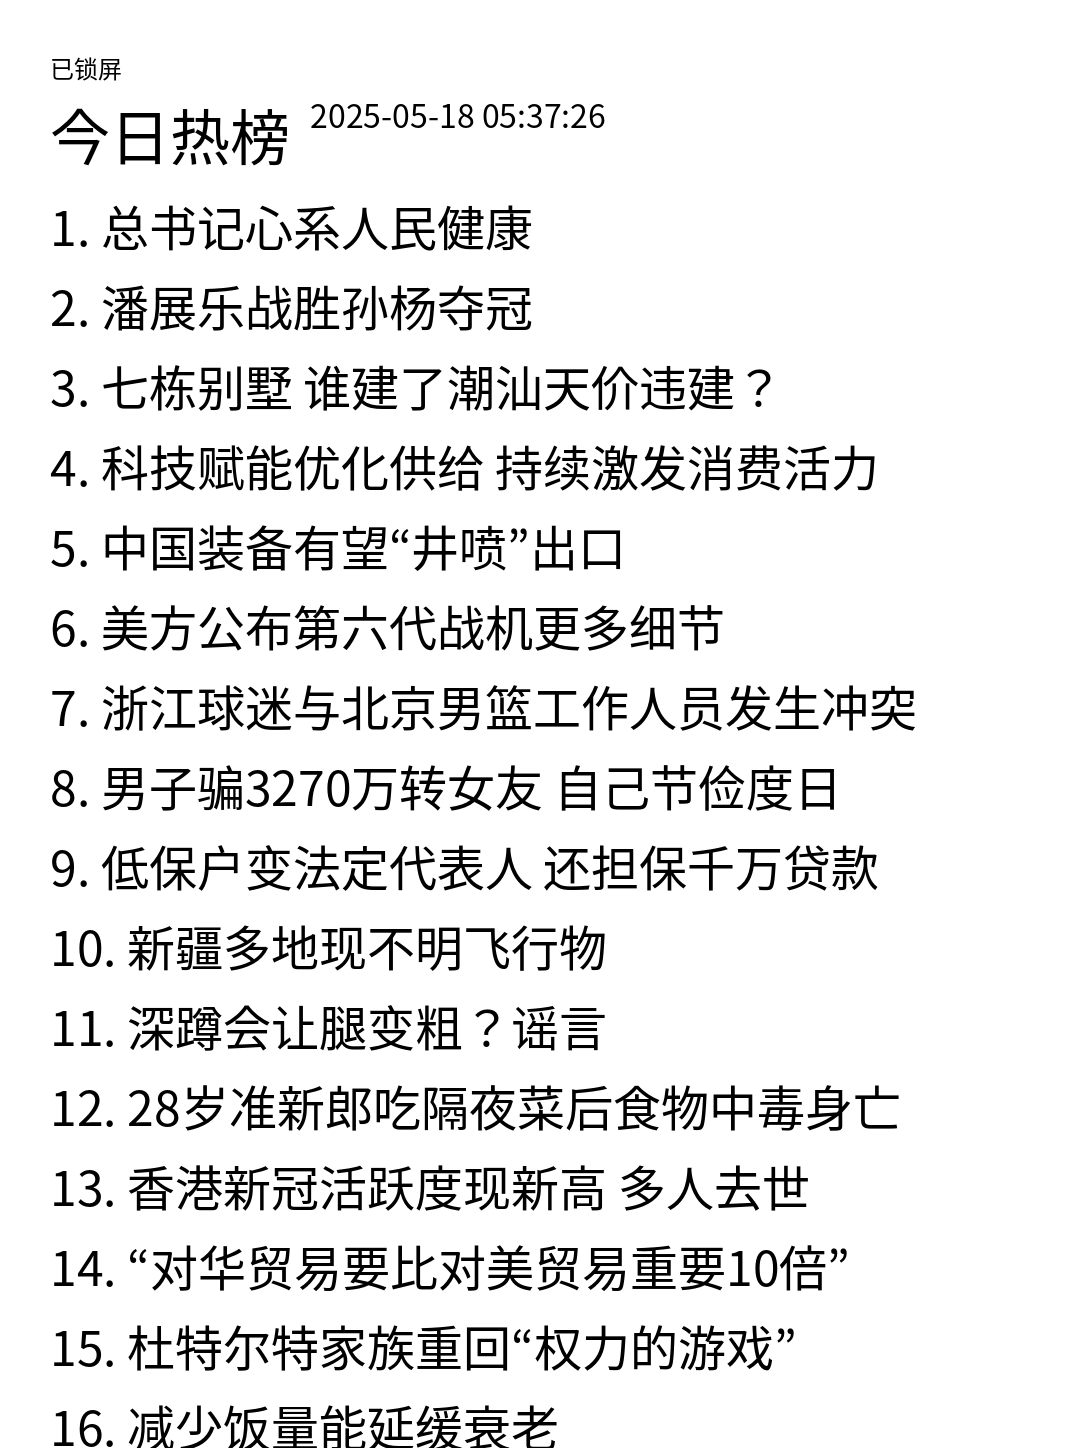 已锁屏
今日热榜 2025-05-18 05:37:26
1. 总书记心系人民健康
2. 潘展乐战胜孙杨夺冠
3. 七栋别墅 谁建了潮汕天价违建？
4. 科技赋能优化供给 持续激发消费活力
5. 中国装备有望“井喷”出口
6. 美方公布第六代战机更多细节
7. 浙江球迷与北京男篮工作人员发生冲突
8. 男子骗3270万转女友 自己节俭度日
9. 低保户变法定代表人 还担保千万贷款
10. 新疆多地现不明飞行物
11. 深蹲会让腿变粗？谣言
12. 28岁准新郎吃隔夜菜后食物中毒身亡
13. 香港新冠活跃度现新高 多人去世
14. “对华贸易要比对美贸易重要10倍”
15. 杜特尔特家族重回“权力的游戏”
16. 减少饭量能延缓衰老